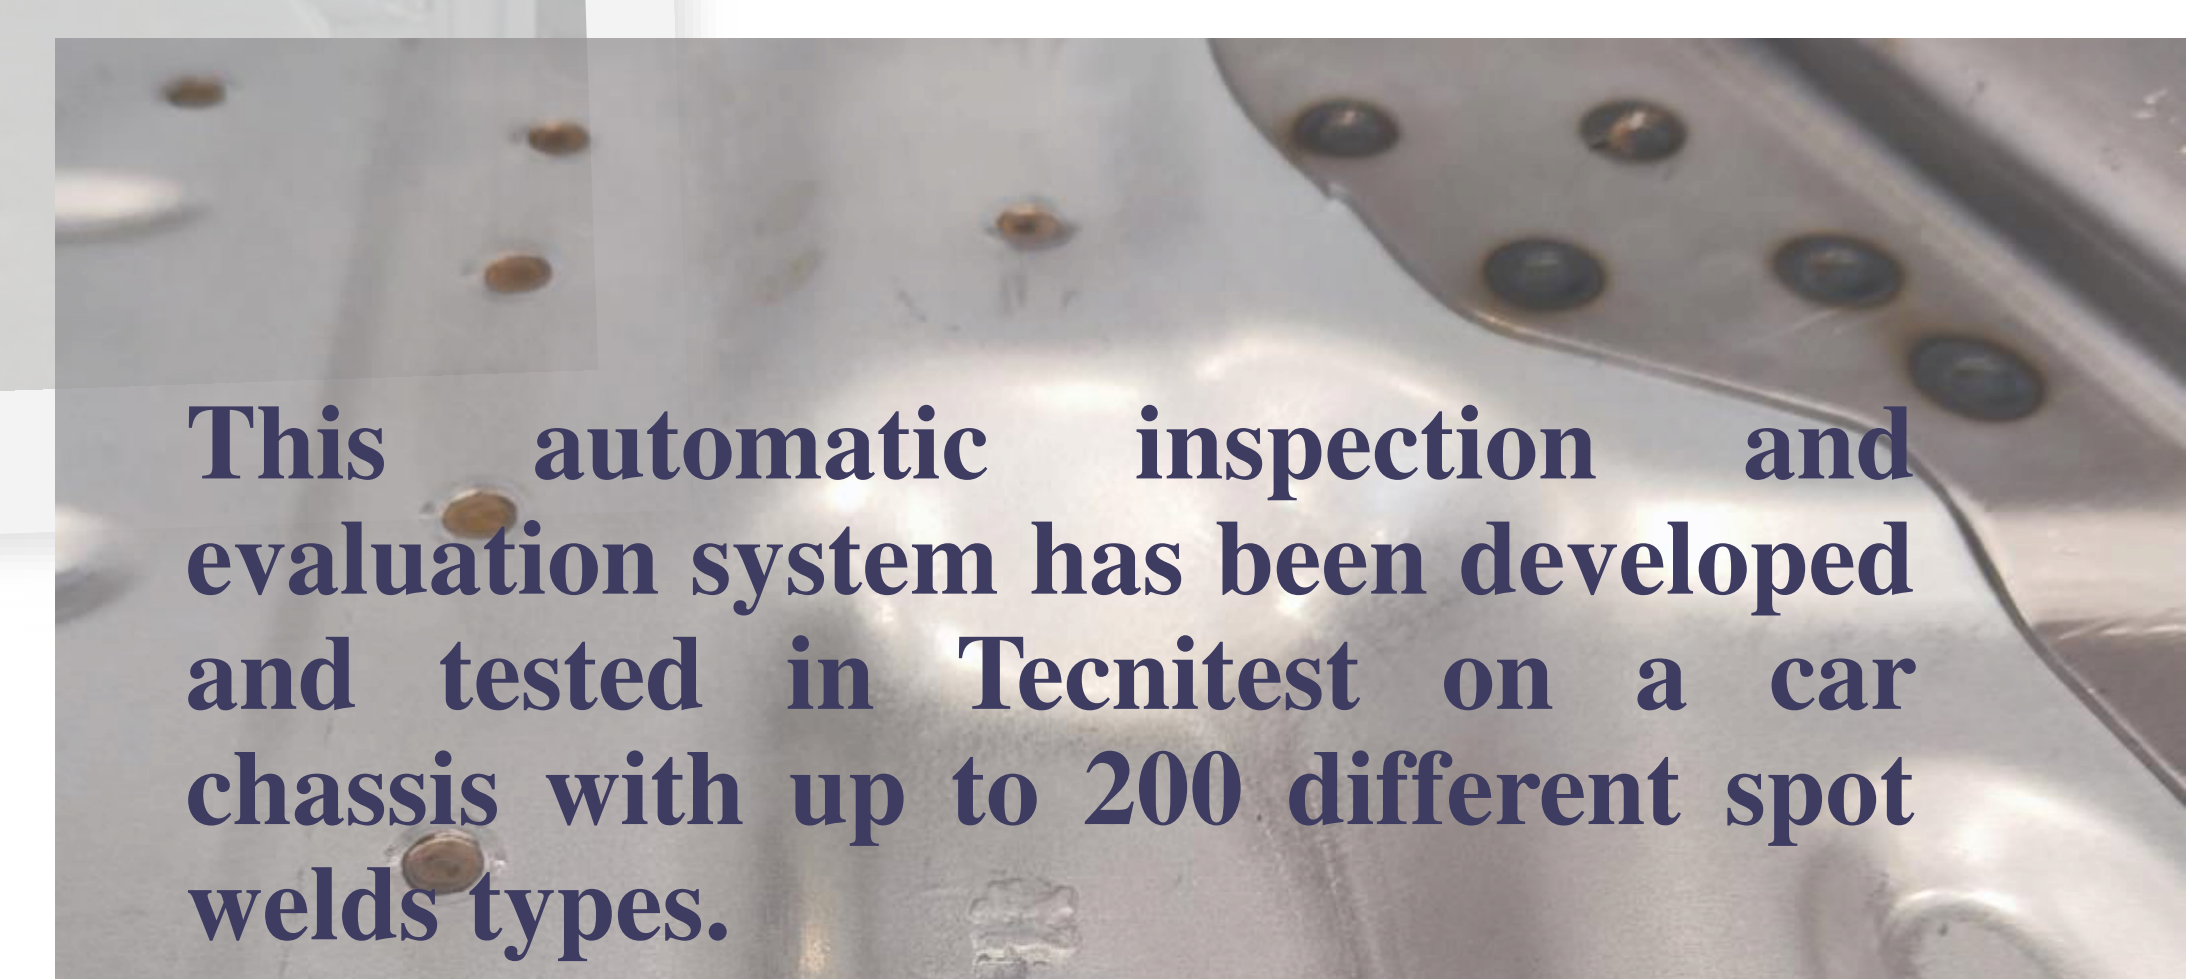 This automatic inspection and
evaluation system has been developed
and tested in Tecnitest on a car
chassis with up to 200 different spot
welds types.